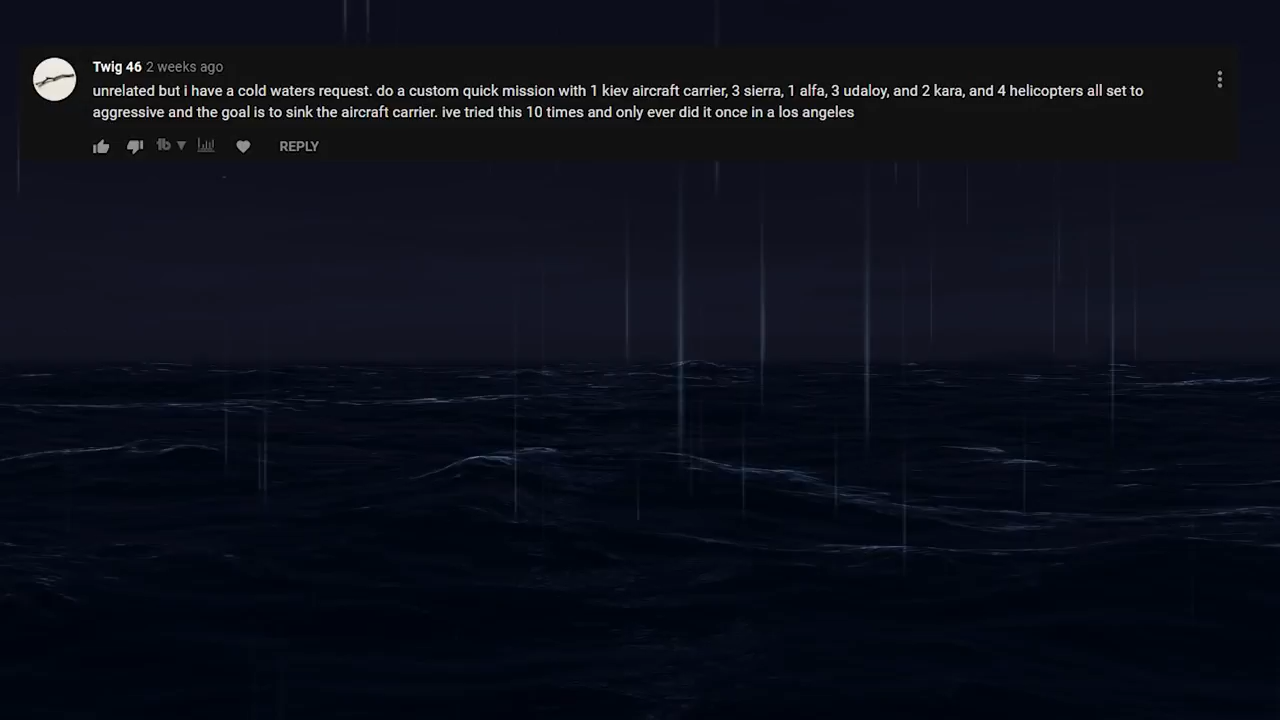 Twig 46 2 weeks ago
unrelated but i have a cold waters request. do a custom quick mission with 1 kiev aircraft carrier, 3 sierra, 1 alfa, 3 udaloy, and 2 kara, and 4 helicopters all set to
aggressive and the goal is to sink the aircraft carrier. ive tried this 10 times and only ever did it once in a los angeles
tb REPLY